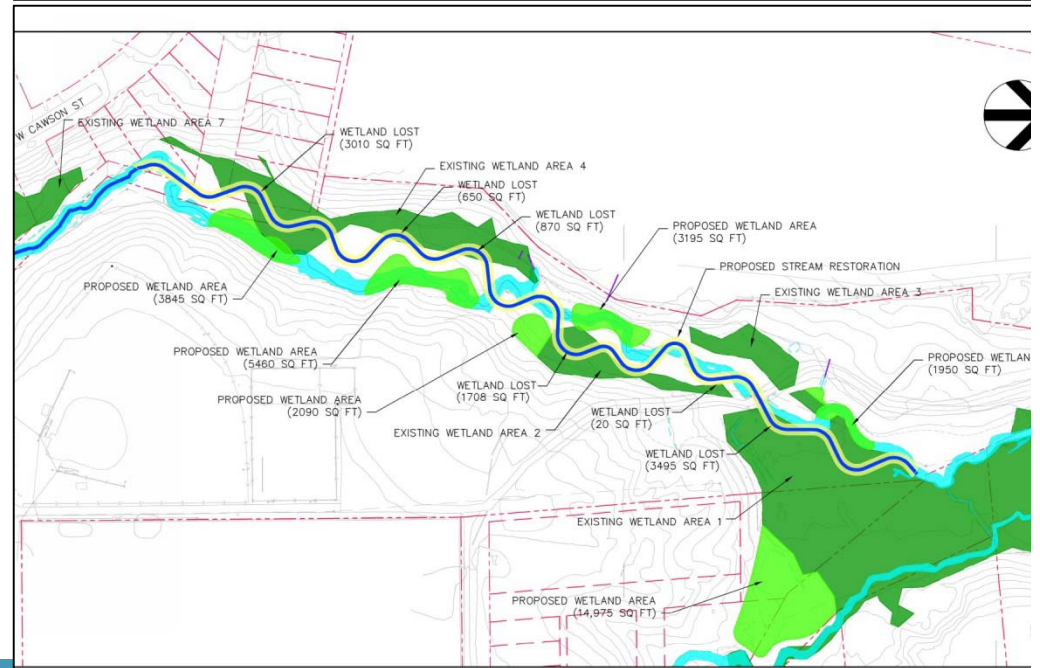 W CAWSON ST
EXISTING WETLAND AREA 7
WETLAND LOST
(3010 SQ FT)
EXISTING WETLAND AREA 4
WETLAND LOST
(650 SQ FT)
WETLAND LOST
(870 SQ FT)
PROPOSED WETLAND AREA
(3195 SQ FT)
PROPOSED STREAM RESTORATION
EXISTING WETLAND AREA 3
PROPOSED WETLAND AREA
(3845 SQ FT)
PROPOSED WETLAND AREA
(5460 SQ FT)
PROPOSED WETLAND AREA
(2090 SQ FT)
WETLAND LOST
(1708 SQ FT)
EXISTING WETLAND AREA 2
WETLAND LOST
(20 SQ FT)
PROPOSED WETLAN
(1950 SQ FT)
WETLAND LOST
(3495 SQ FT)
EXISTING WETLAND AREA 1
PROPOSED WETLAND AREA
(14,975 SQ FT)